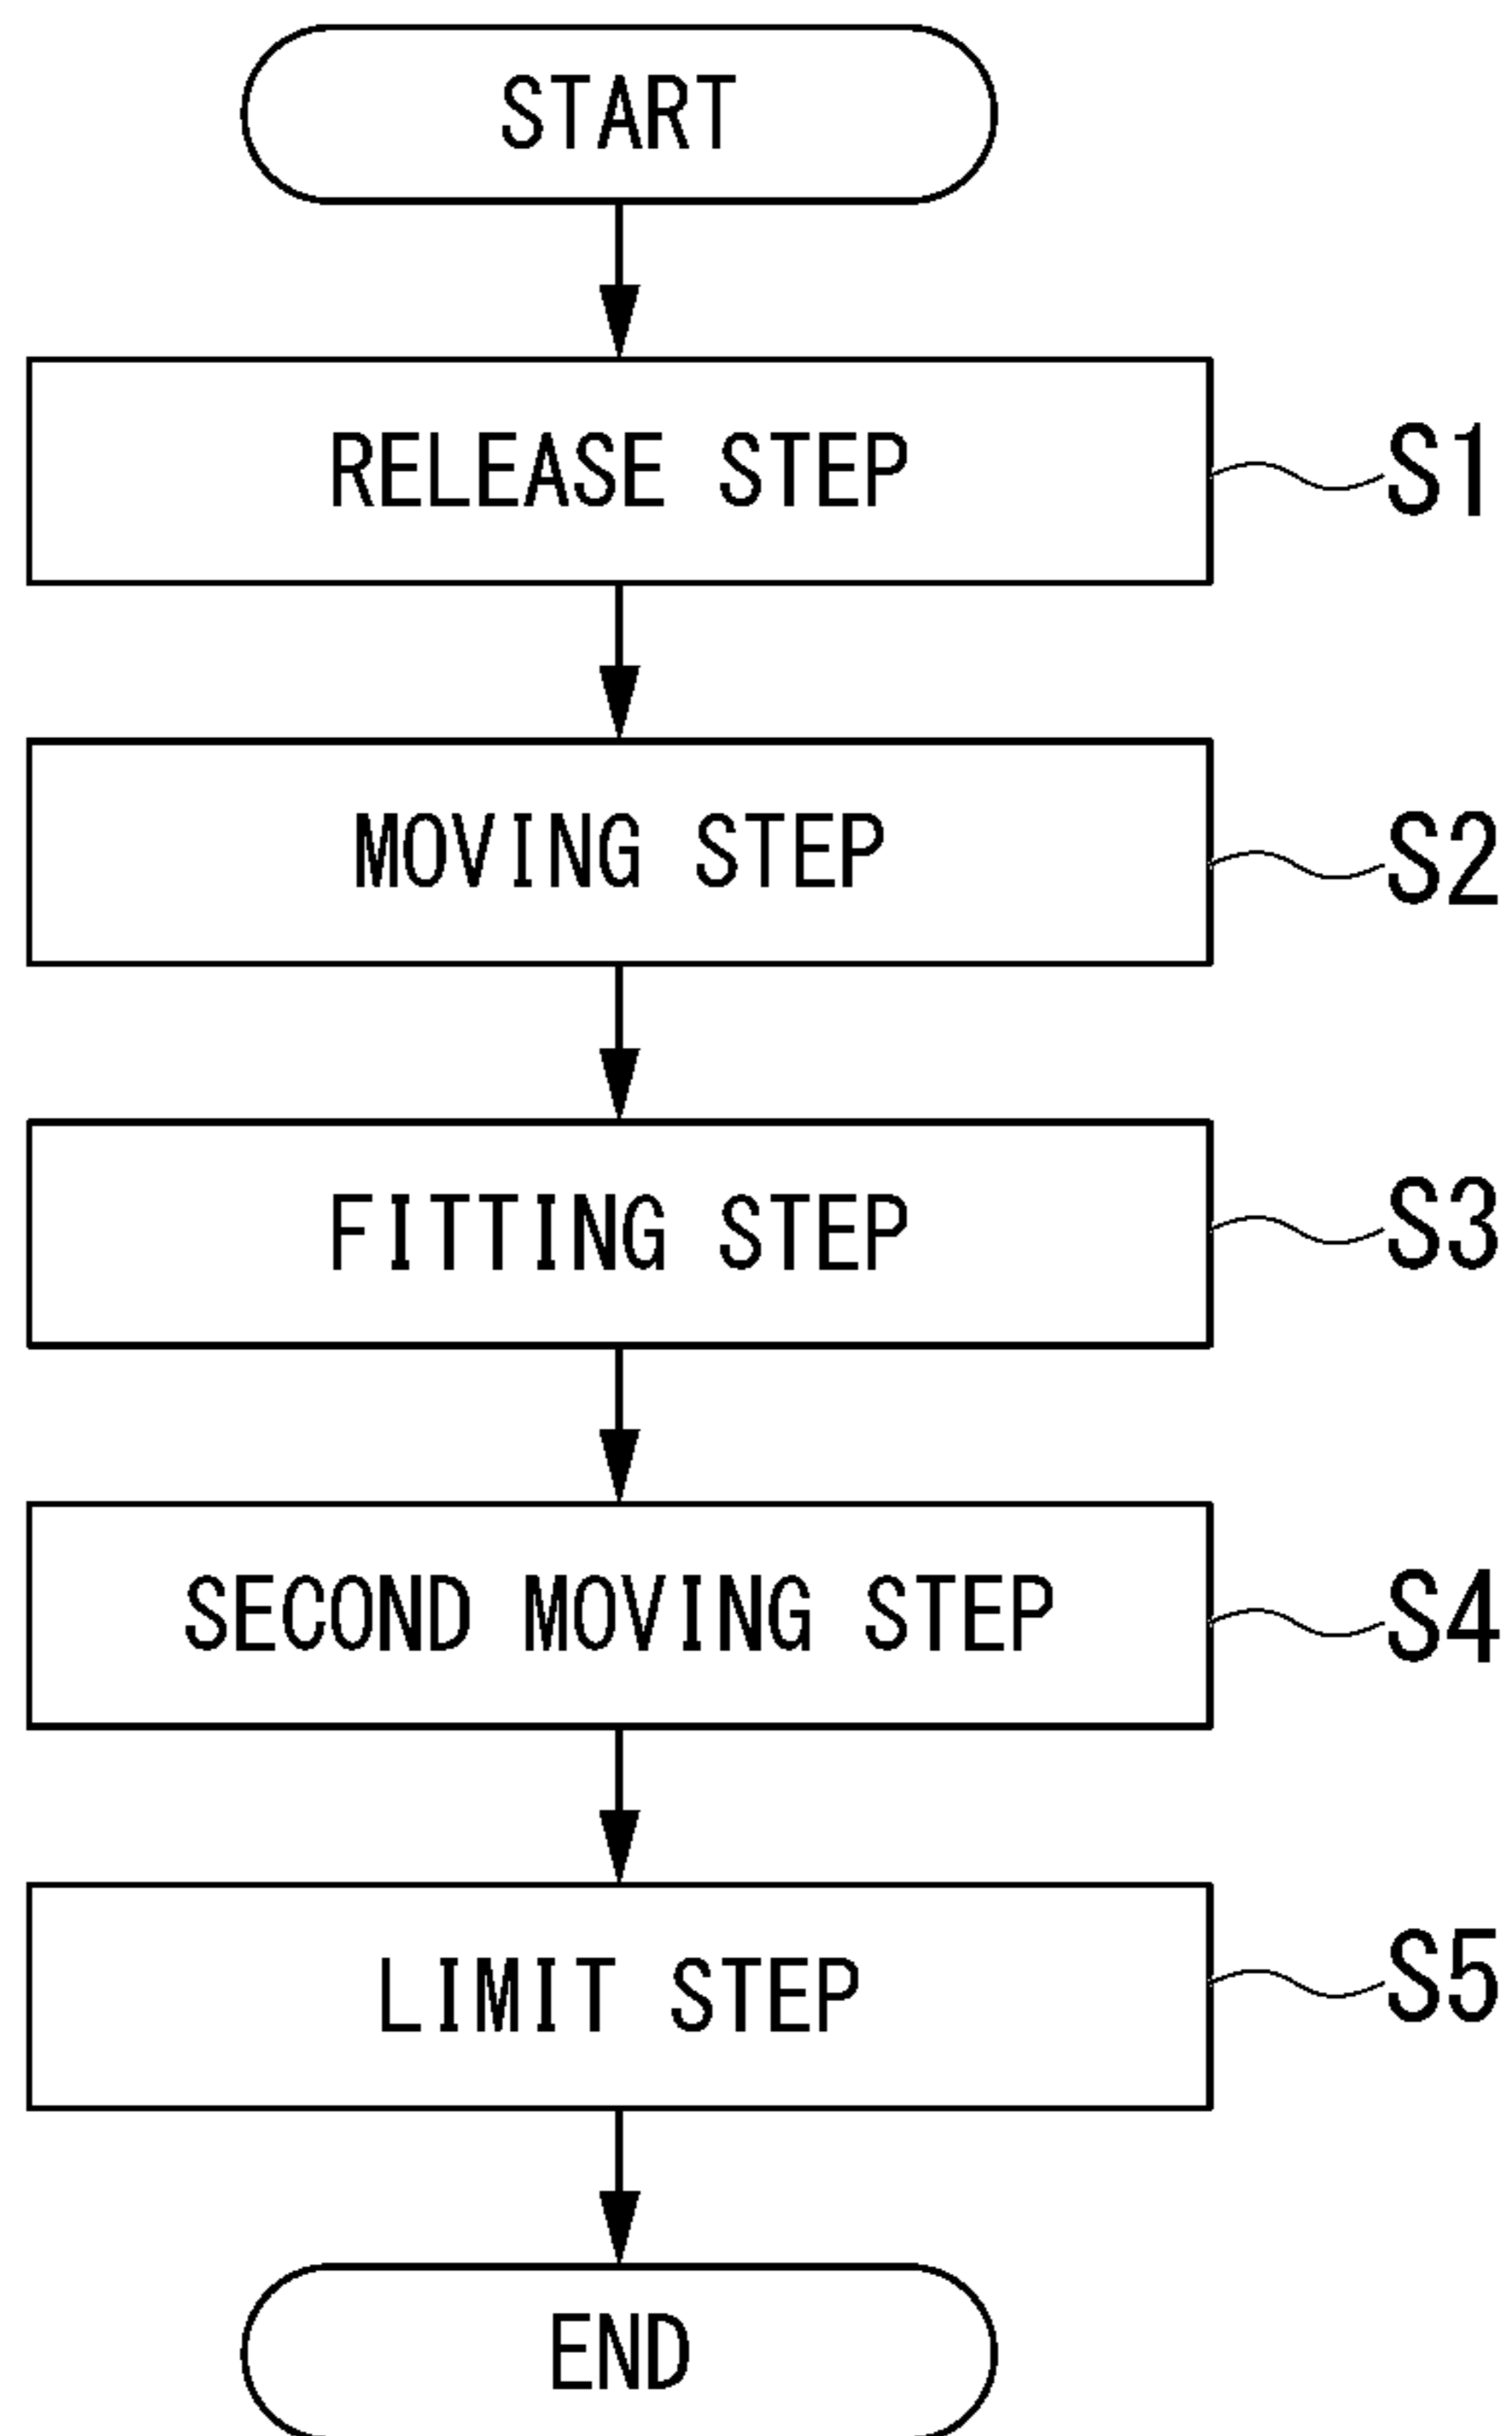 START
RELEASE STEP S1
MOVING STEP S2
FITTING STEP S3
SECOND MOVING STEP S4
LIMIT STEP S5
END